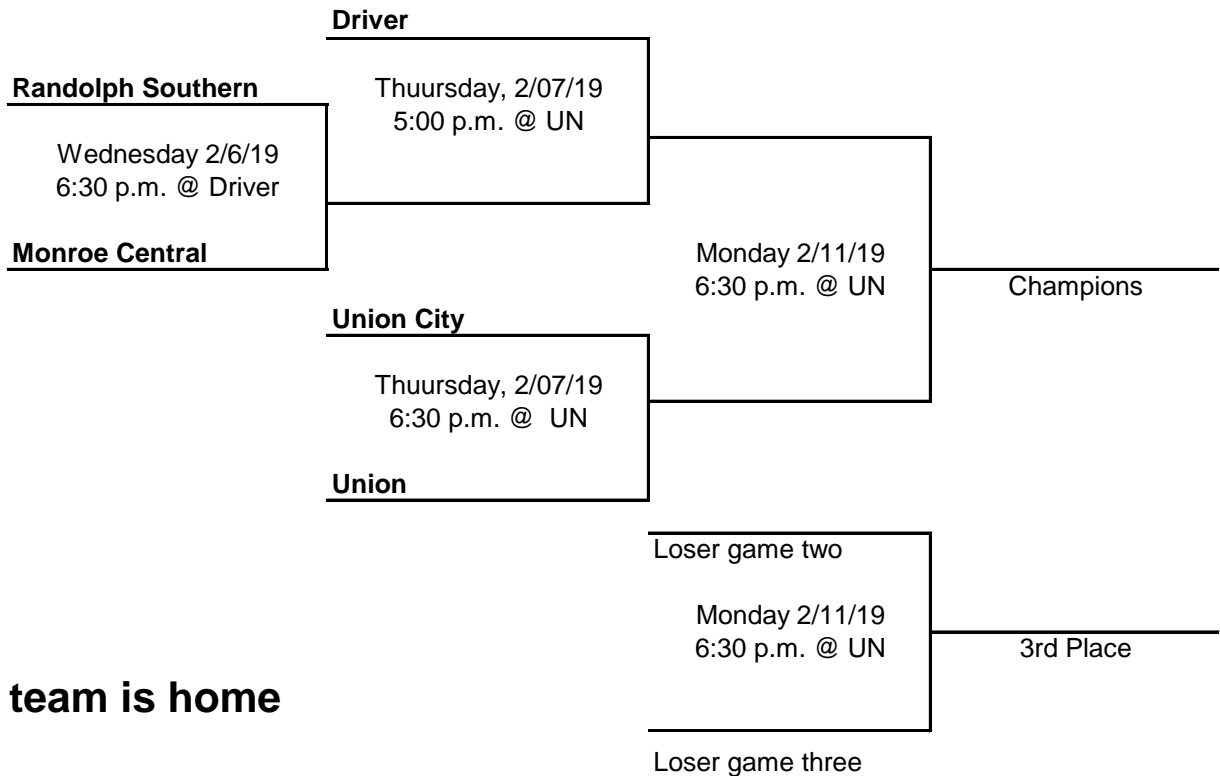 Driver
Randolph Southern
Thuursday, 2/07/19
5:00 p.m. @ UN
Wednesday 2/6/19
6:30 p.m. @ Driver
Monroe Central
Monday 2/11/19
6:30 p.m. @ UN
Champions
Union City
Thuursday, 2/07/19
6:30 p.m. @  UN
Union
Loser game two
Monday 2/11/19
6:30 p.m. @ UN
3rd Place
team is home
Loser game three